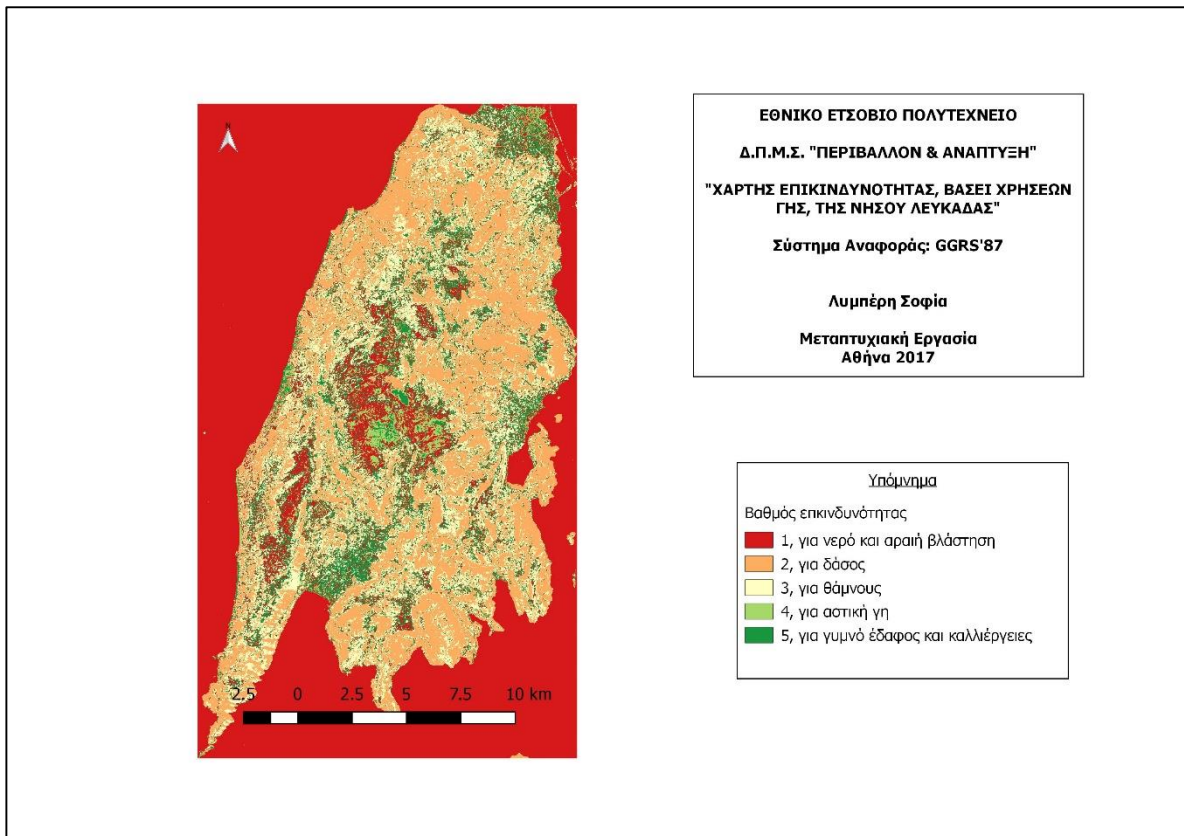 N
2.5 0 2.5 5 7.5 10 km
ΕΘΝΙΚΟ ΕΤΣΟΒΙΟ ΠΟΛΥΤΕΧΝΕΙΟ
Δ.Π.Μ.Σ. "ΠΕΡΙΒΑΛΛΟΝ & ΑΝΑΠΤΥΞΗ"
"ΧΑΡΤΗΣ ΕΠΙΚΙΝΔΥΝΟΤΗΤΑΣ, ΒΑΣΕΙ ΧΡΗΣΕΩΝ
ΓΗΣ, ΤΗΣ ΝΗΣΟΥ ΛΕΥΚΑΔΑΣ"
Σύστημα Αναφοράς: GGRS'87
Λυμπέρη Σοφία
Μεταπτυχιακή Εργασία
Αθήνα 2017
Υπόμνημα
Βαθμός επκινδυνότητας
1, για νερό και αραιή βλάστηση
2, για δάσος
3, για θάμνους
4, για αστική γη
5, για γυμνό έδαφος και καλλιέργειες